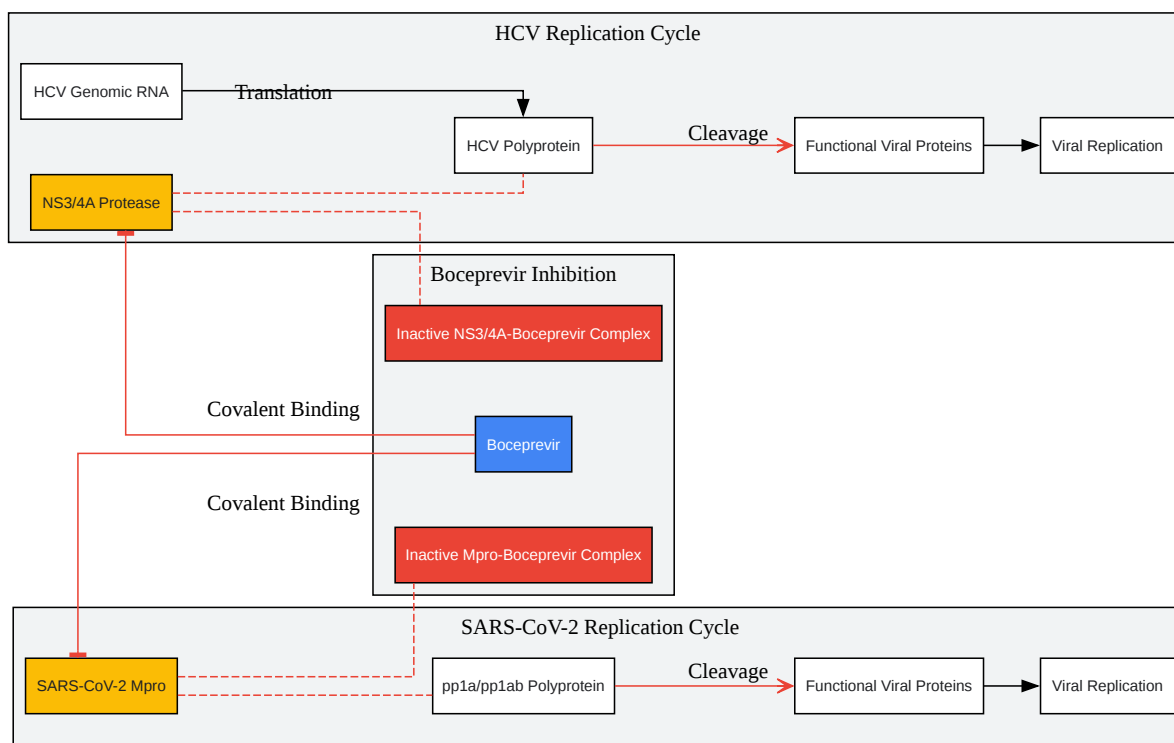 HCV Replication Cycle
HCV Genomic RNA
Translation
HCV Polyprotein
Cleavage
Functional Viral Proteins
Viral Replication
NS3/4A Protease
Boceprevir Inhibition
Inactive NS3/4A-Boceprevir Complex
Covalent Binding
Boceprevir
Covalent Binding
Inactive Mpro-Boceprevir Complex
SARS-CoV-2 Replication Cycle
SARS-CoV-2 Mpro
pp1a/pp1ab Polyprotein
Cleavage
Functional Viral Proteins
Viral Replication